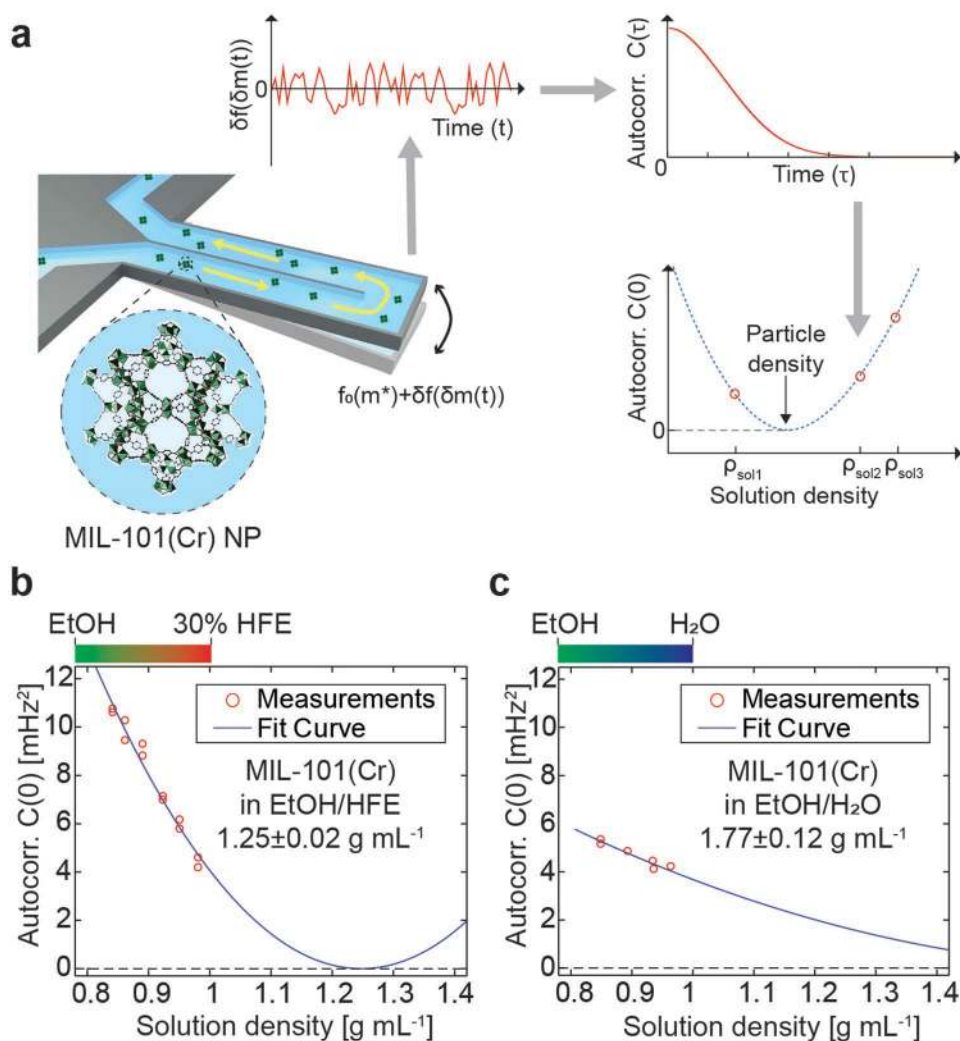 a
δf(δm(t))
0
Time (t)
Autocorr. C(τ)
0
Time (τ)
f₀(m*)+δf(δm(t))
MIL-101(Cr) NP
Autocorr. C(0)
Particle
density
0
ρsol1
ρsol2
ρsol3
Solution density
b
EtOH
30% HFE
Autocorr. C(0) [mHz²]
12
10
8
6
4
2
0
Measurements
Fit Curve
MIL-101(Cr)
in EtOH/HFE
1.25±0.02 g mL⁻¹
0.8 0.9 1 1.1 1.2 1.3 1.4
Solution density [g mL⁻¹]
c
EtOH
H₂O
Autocorr. C(0) [mHz²]
12
10
8
6
4
2
0
Measurements
Fit Curve
MIL-101(Cr)
in EtOH/H₂O
1.77±0.12 g mL⁻¹
0.8 0.9 1 1.1 1.2 1.3 1.4
Solution density [g mL⁻¹]